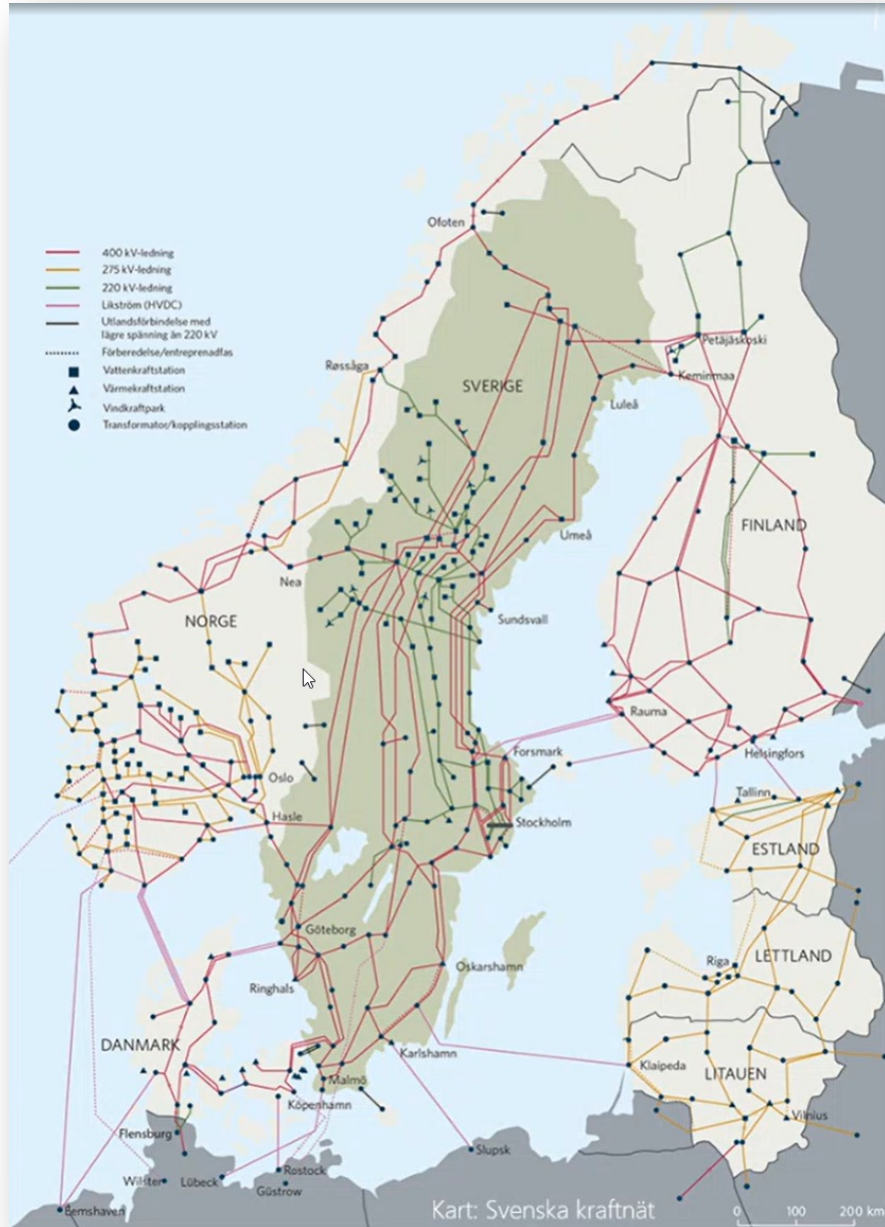 Ofoten
400 kV-ledning
275 kV-ledning
220 kV-ledning
Likström (HVDC)
Utlandsförbindelse med
lägre spänning än 220 kV
Förberedelse/entreprenadfas
Vattenkraftstation
Värmekraftstation
Vindkraftpark
Transformator/kopplingsstation
Petäjäskoski
Røssåga
Keminmaa
SVERIGE
Luleå
FINLAND
Umeå
Nea
NORGE
Sundsvall
Rauma
Forsmark
Helsingfors
Oslo
Tallinn
Hasle
Stockholm
ESTLAND
Göteborg
LETTLAND
Riga
Oskarshamn
Ringhals
DANMARK
Karlshamn
Klaipeda
LITAUEN
Malmö
Köpenhamn
Vilnius
Flensburg
Slupsk
Rostock
Lübeck
Güstrow
Kart: Svenska kraftnät
0 100 200 km